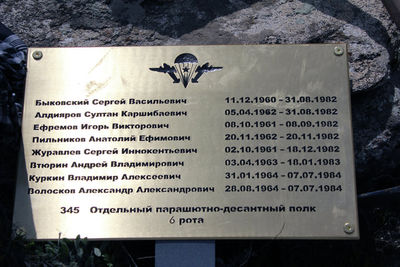 Быковский Сергей Васильевич 11.12.1960 – 31.08.1982
Алдияров Султан Каршибаевич 05.04.1962 – 31.08.1982
Ефремов Игорь Викторович 08.10.1961 – 08.09.1982
Пильников Анатолий Ефимович 20.11.1962 – 20.11.1982
Журавлев Сергей Иннокентьевич 02.10.1961 – 18.12.1982
Втюрин Андрей Владимирович 03.04.1963 – 18.01.1983
Куркин Владимир Алексеевич 31.01.1964 – 07.07.1984
Волосков Александр Александрович 28.08.1964 – 07.07.1984
345 Отдельный парашютно-десантный полк
6 рота